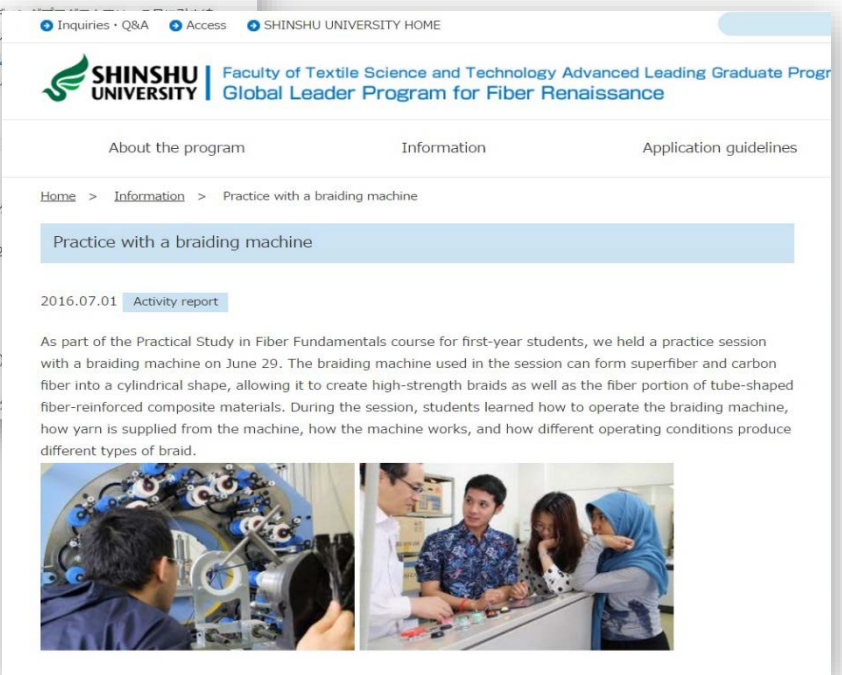 Inquiries・Q&A Access SHINSHU UNIVERSITY HOME
SHINSHU UNIVERSITY
Faculty of Textile Science and Technology Advanced Leading Graduate Progr
Global Leader Program for Fiber Renaissance
About the program Information Application guidelines
Home > Information > Practice with a braiding machine
Practice with a braiding machine
2016.07.01 Activity report
As part of the Practical Study in Fiber Fundamentals course for first-year students, we held a practice session
with a braiding machine on June 29. The braiding machine used in the session can form superfiber and carbon
fiber into a cylindrical shape, allowing it to create high-strength braids as well as the fiber portion of tube-shaped
fiber-reinforced composite materials. During the session, students learned how to operate the braiding machine,
how yarn is supplied from the machine, how the machine works, and how different operating conditions produce
different types of braid.